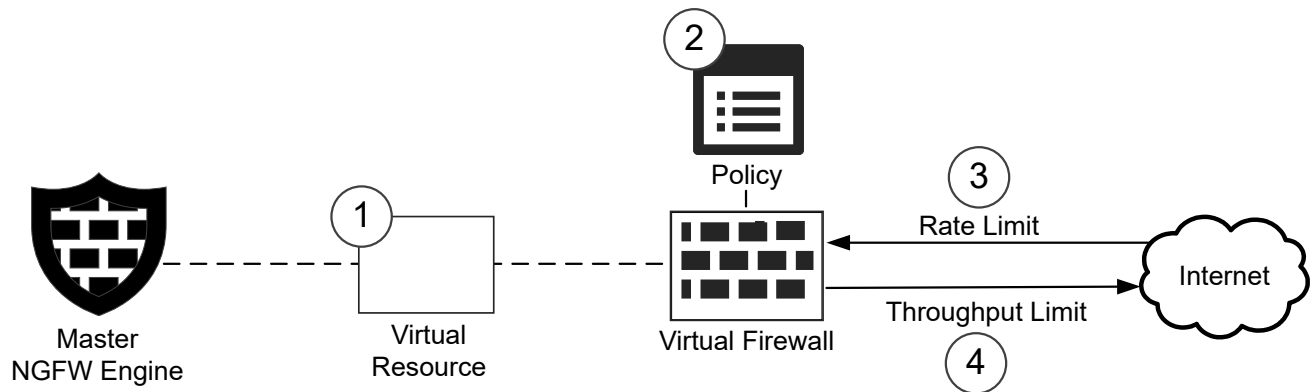 2
Policy
3
Rate Limit
1
Internet
Master
NGFW Engine
Virtual
Resource
Virtual Firewall
Throughput Limit
4